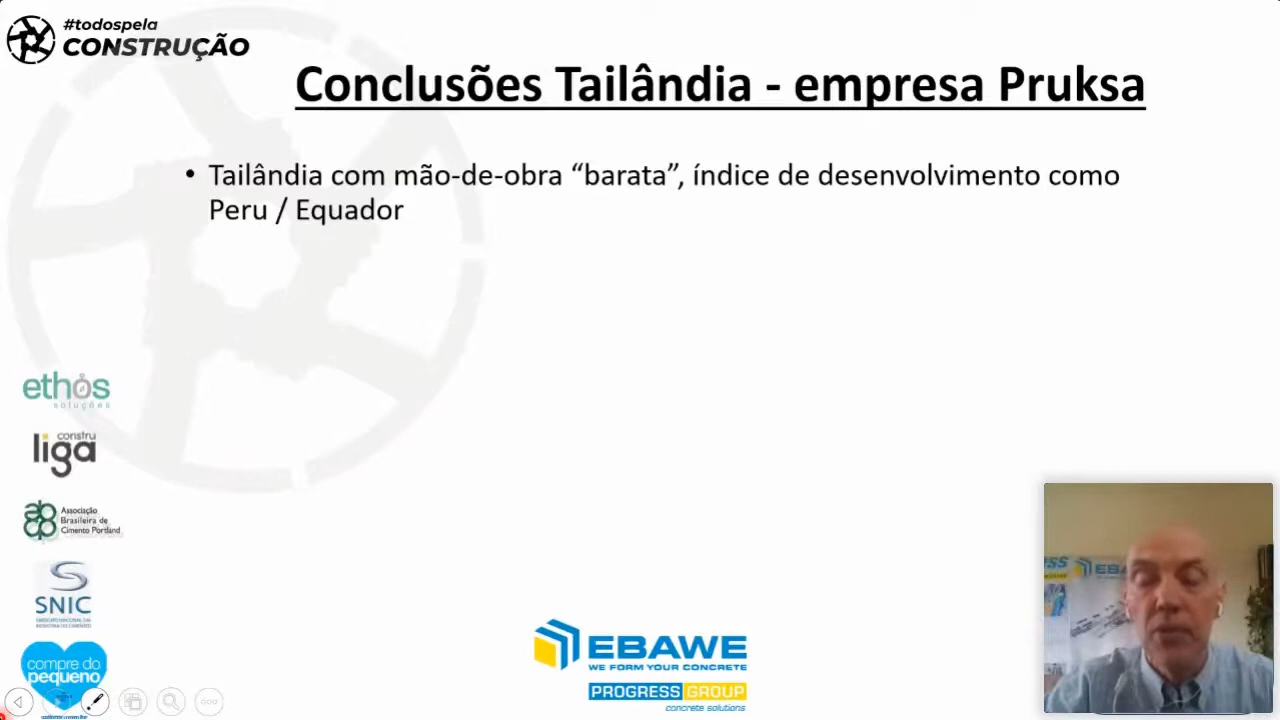 #todospela
CONSTRUÇÃO
Conclusões Tailândia - empresa Pruksa
• Tailândia com mão-de-obra “barata”, índice de desenvolvimento como
Peru / Equador
ethos
soluções
constru
liga
Associação
Brasileira de
Cimento Portland
SNIC
compre do
pequeno
EBAWE
WE FORM YOUR CONCRETE
PROGRESS GROUP
concrete solutions